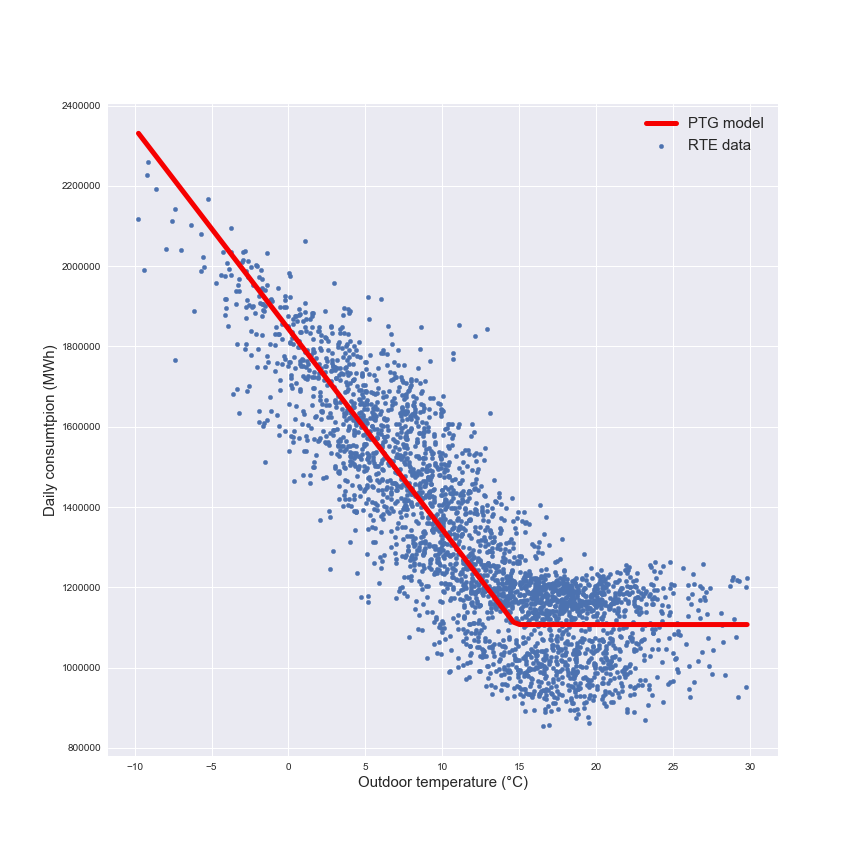 PTG model
RTE data
2400000
2200000
2000000
1800000
1600000
1400000
1200000
1000000
800000
Daily consumtpion (MWh)
−10 −5 0 5 10 15 20 25 30
Outdoor temperature (°C)